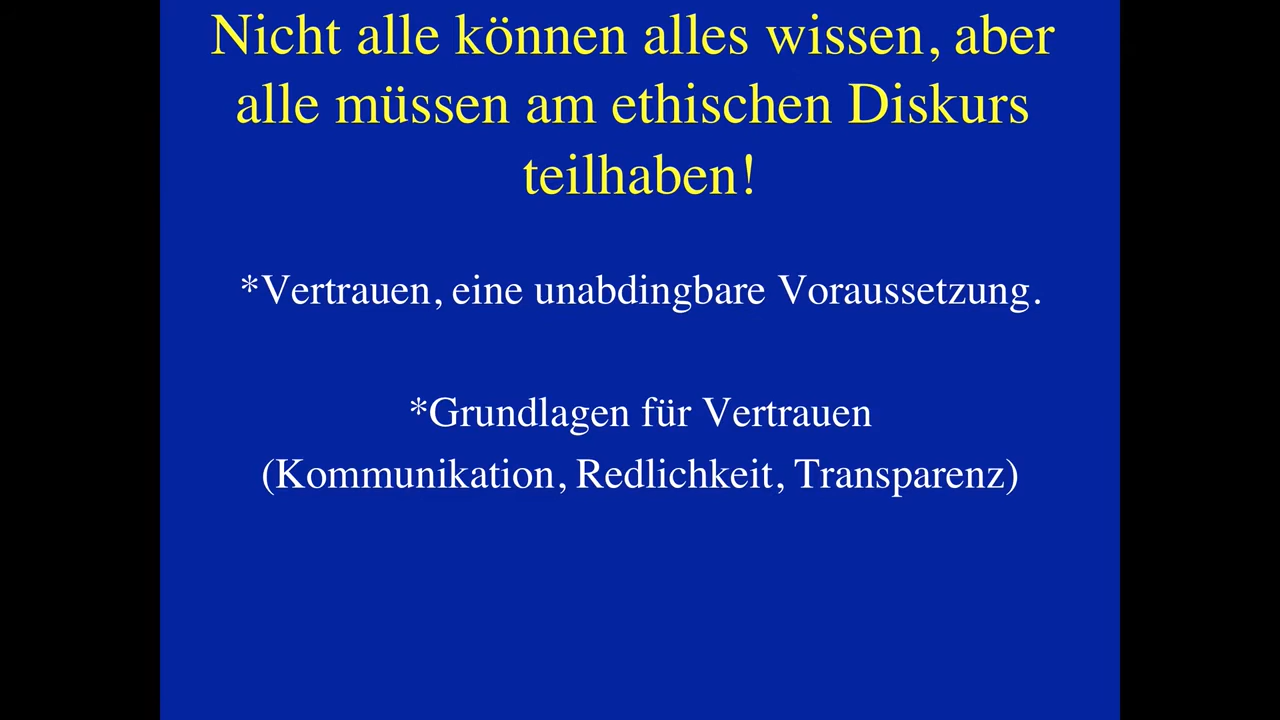 Nicht alle können alles wissen, aber
alle müssen am ethischen Diskurs
teilhaben!
*Vertrauen, eine unabdingbare Voraussetzung.
*Grundlagen für Vertrauen
(Kommunikation, Redlichkeit, Transparenz)